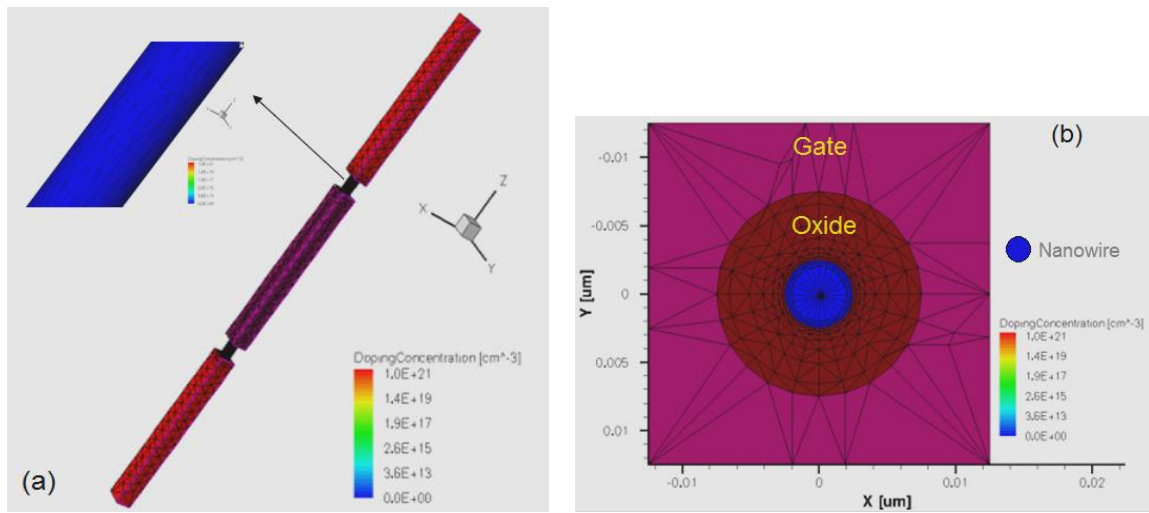 Z
X
Y
DopingConcentration [cm^-3]
1.0E+21
1.4E+19
1.9E+17
2.6E+15
3.6E+13
0.0E+00
(a)
(b)
Gate
Oxide
Nanowire
-0.01
-0.005
0
0.005
0.01
Y [um]
DopingConcentration [cm^-3]
1.0E+21
1.4E+19
1.9E+17
2.6E+15
3.6E+13
0.0E+00
-0.01
0
0.01
0.02
X [um]